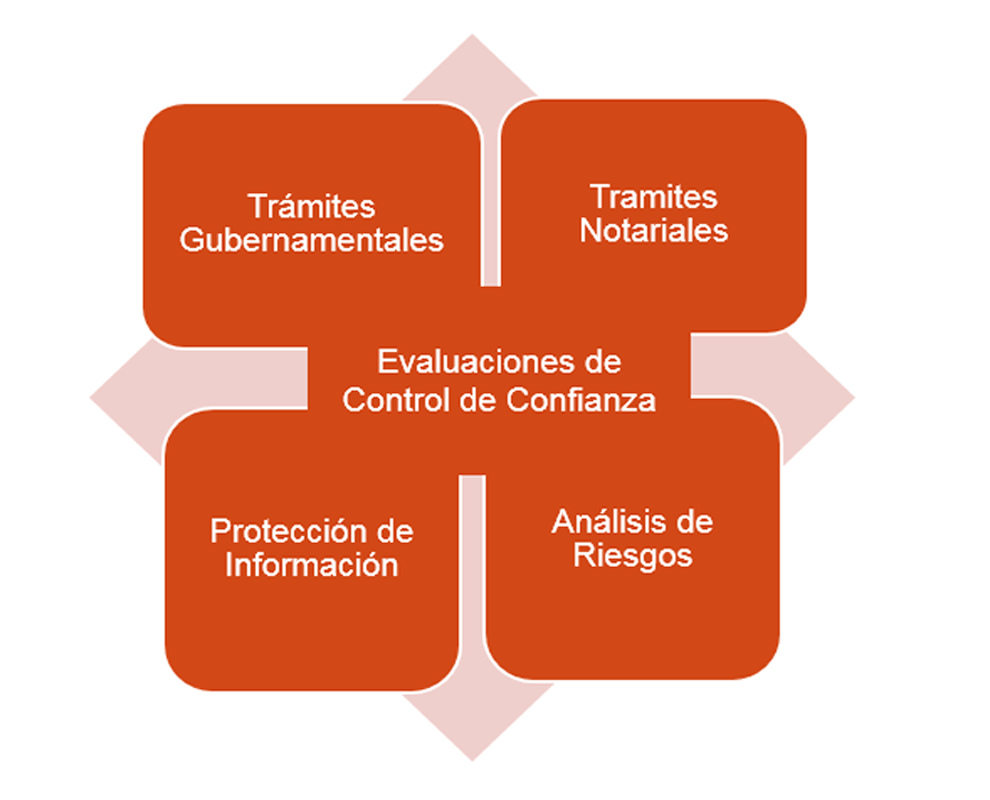 Trámites
Gubernamentales
Tramites
Notariales
Evaluaciones de
Control de Confianza
Protección de
Información
Análisis de
Riesgos